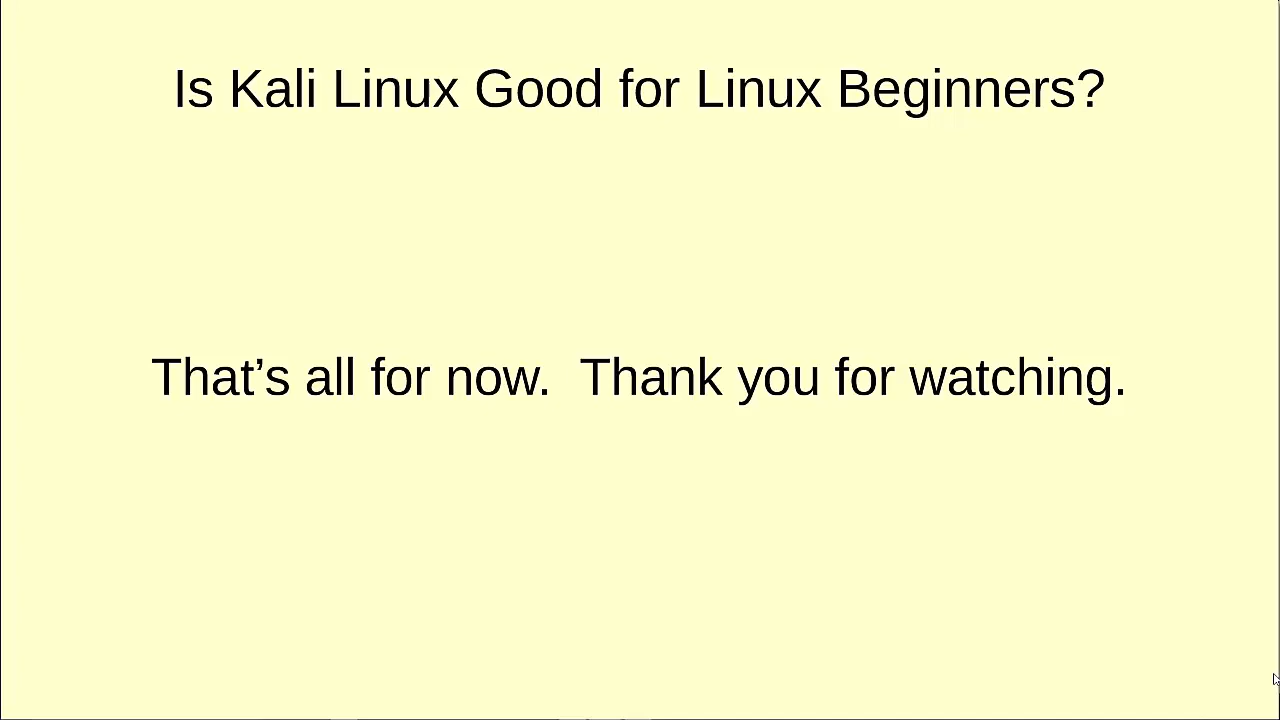 Is Kali Linux Good for Linux Beginners?
That’s all for now.  Thank you for watching.